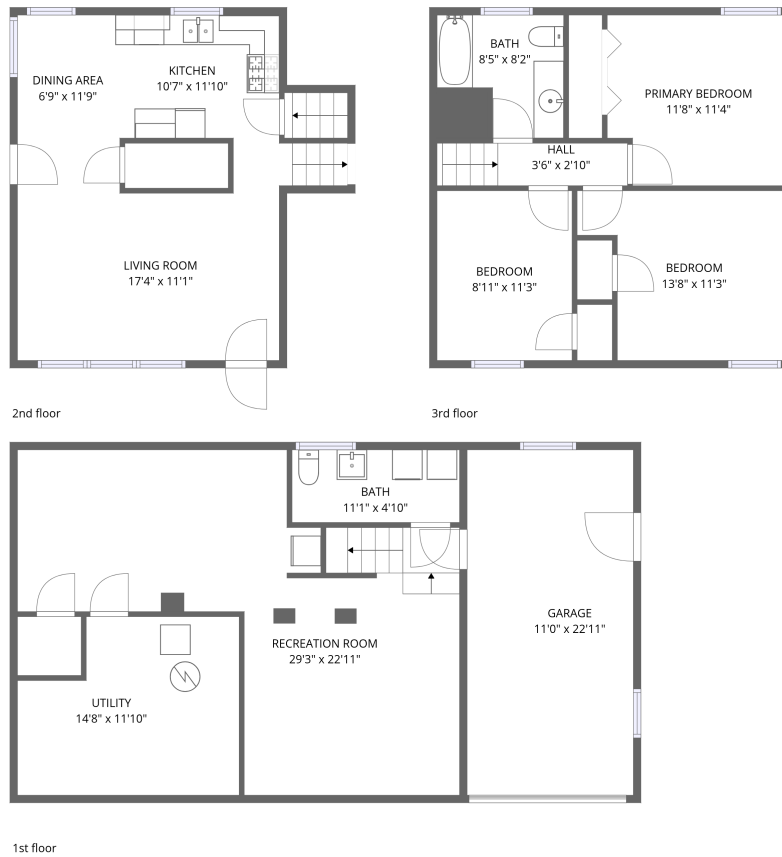 DINING AREA
6'9" x 11'9"
KITCHEN
10'7" x 11'10"
LIVING ROOM
17'4" x 11'1"
2nd floor
BATH
8'5" x 8'2"
PRIMARY BEDROOM
11'8" x 11'4"
HALL
3'6" x 2'10"
BEDROOM
8'11" x 11'3"
BEDROOM
13'8" x 11'3"
3rd floor
BATH
11'1" x 4'10"
RECREATION ROOM
29'3" x 22'11"
GARAGE
11'0" x 22'11"
UTILITY
14'8" x 11'10"
1st floor